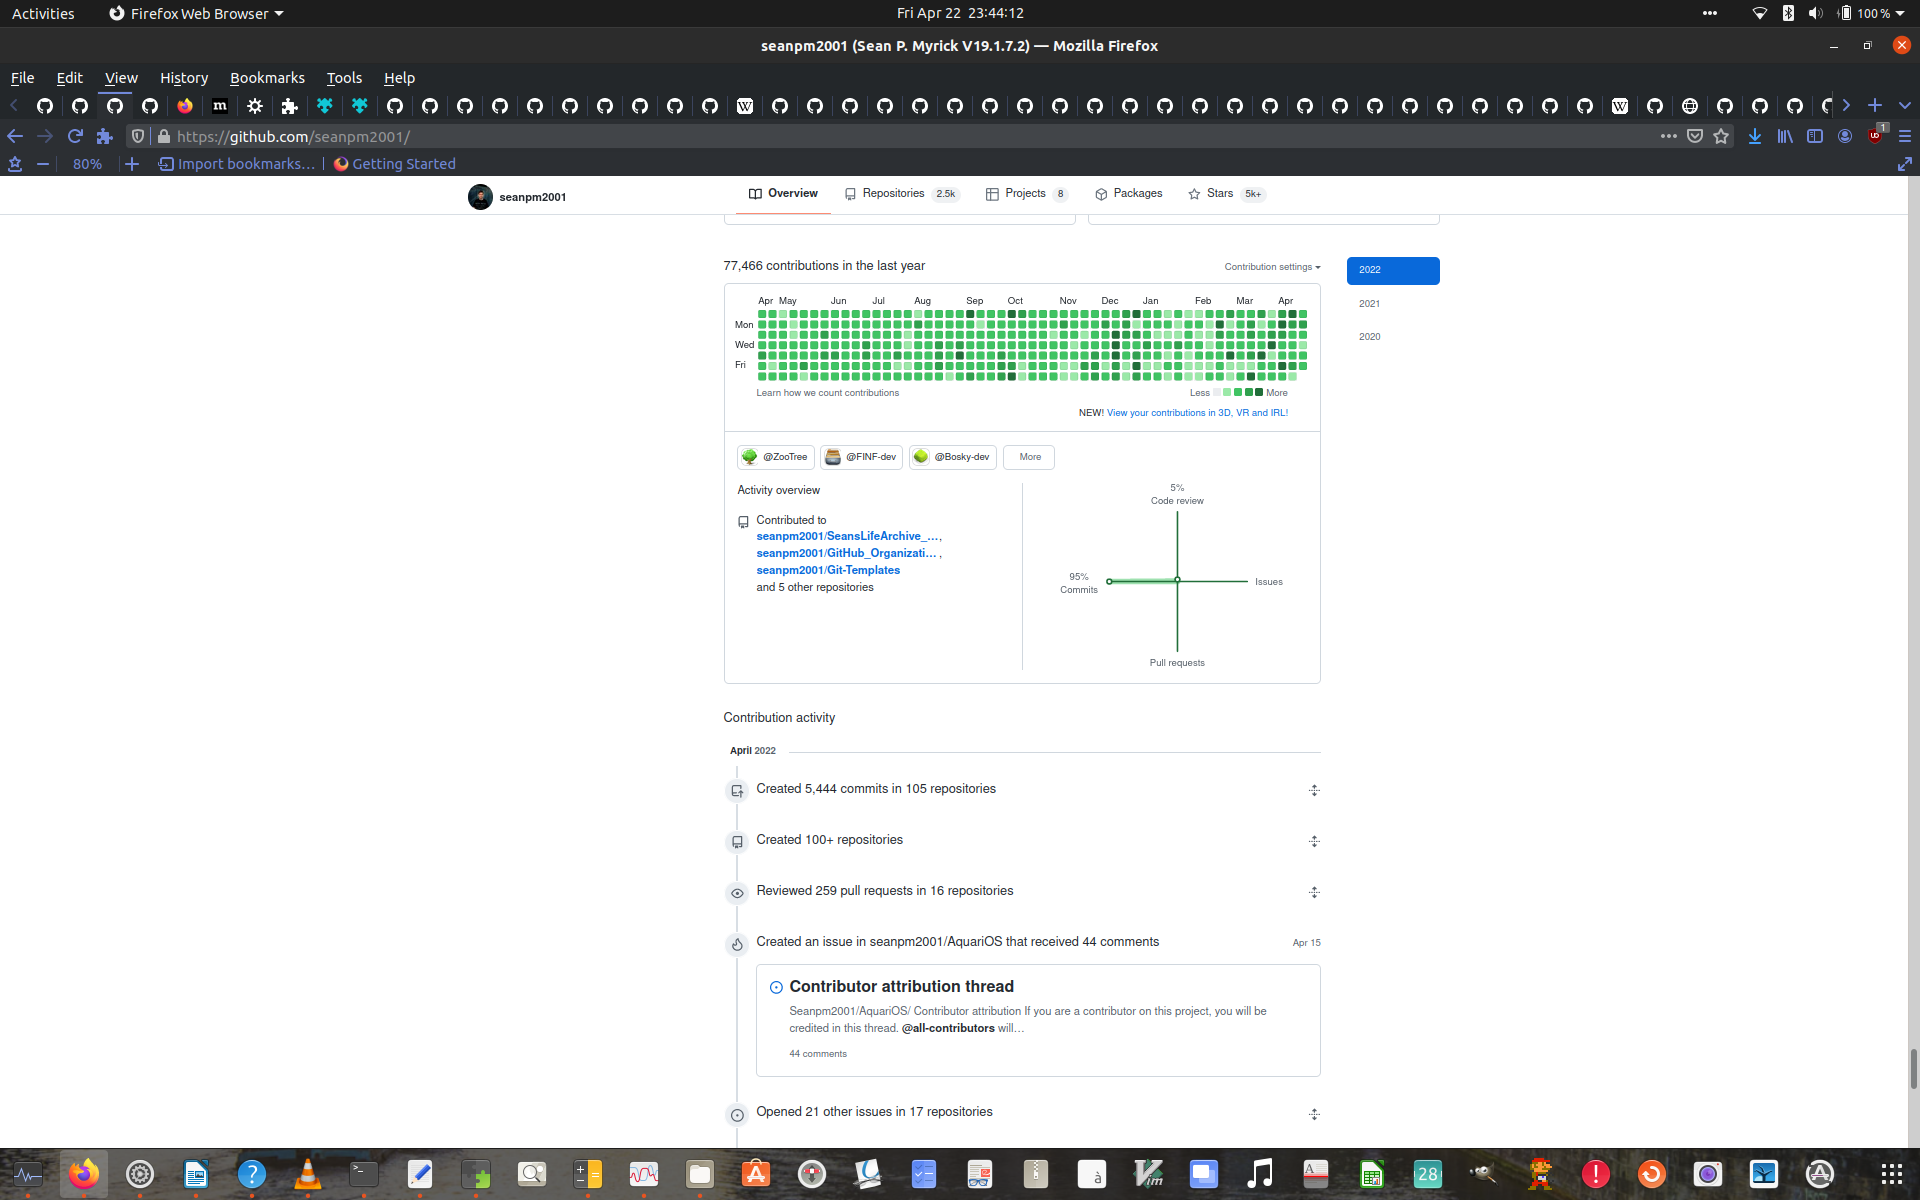 Activities
Firefox Web Browser
Fri Apr 22 23:44:12
100 %
seanpm2001 (Sean P. Myrick V19.1.7.2) — Mozilla Firefox
File Edit View History Bookmarks Tools Help
https://github.com/seanpm2001/
1
80%
Import bookmarks...
Getting Started
seanpm2001
Overview
Repositories 2.5k
Projects 8
Packages
Stars 5k+
77,466 contributions in the last year
Contribution settings
2022
2021
2020
Apr May Jun Jul Aug Sep Oct Nov Dec Jan Feb Mar Apr
Mon
Wed
Fri
Learn how we count contributions
Less
More
NEW! View your contributions in 3D, VR and IRL!
@ZooTree
@FINF-dev
@Bosky-dev
More
Activity overview
Contributed to
seanpm2001/SeansLifeArchive_...,
seanpm2001/GitHub_Organizati... ,
seanpm2001/Git-Templates
and 5 other repositories
5%
Code review
95%
Commits
Issues
Pull requests
Contribution activity
April 2022
Created 5,444 commits in 105 repositories
Created 100+ repositories
Reviewed 259 pull requests in 16 repositories
Created an issue in seanpm2001/AquariOS that received 44 comments
Apr 15
Contributor attribution thread
Seanpm2001/AquariOS/ Contributor attribution If you are a contributor on this project, you will be
credited in this thread. @all-contributors will...
44 comments
Opened 21 other issues in 17 repositories
28